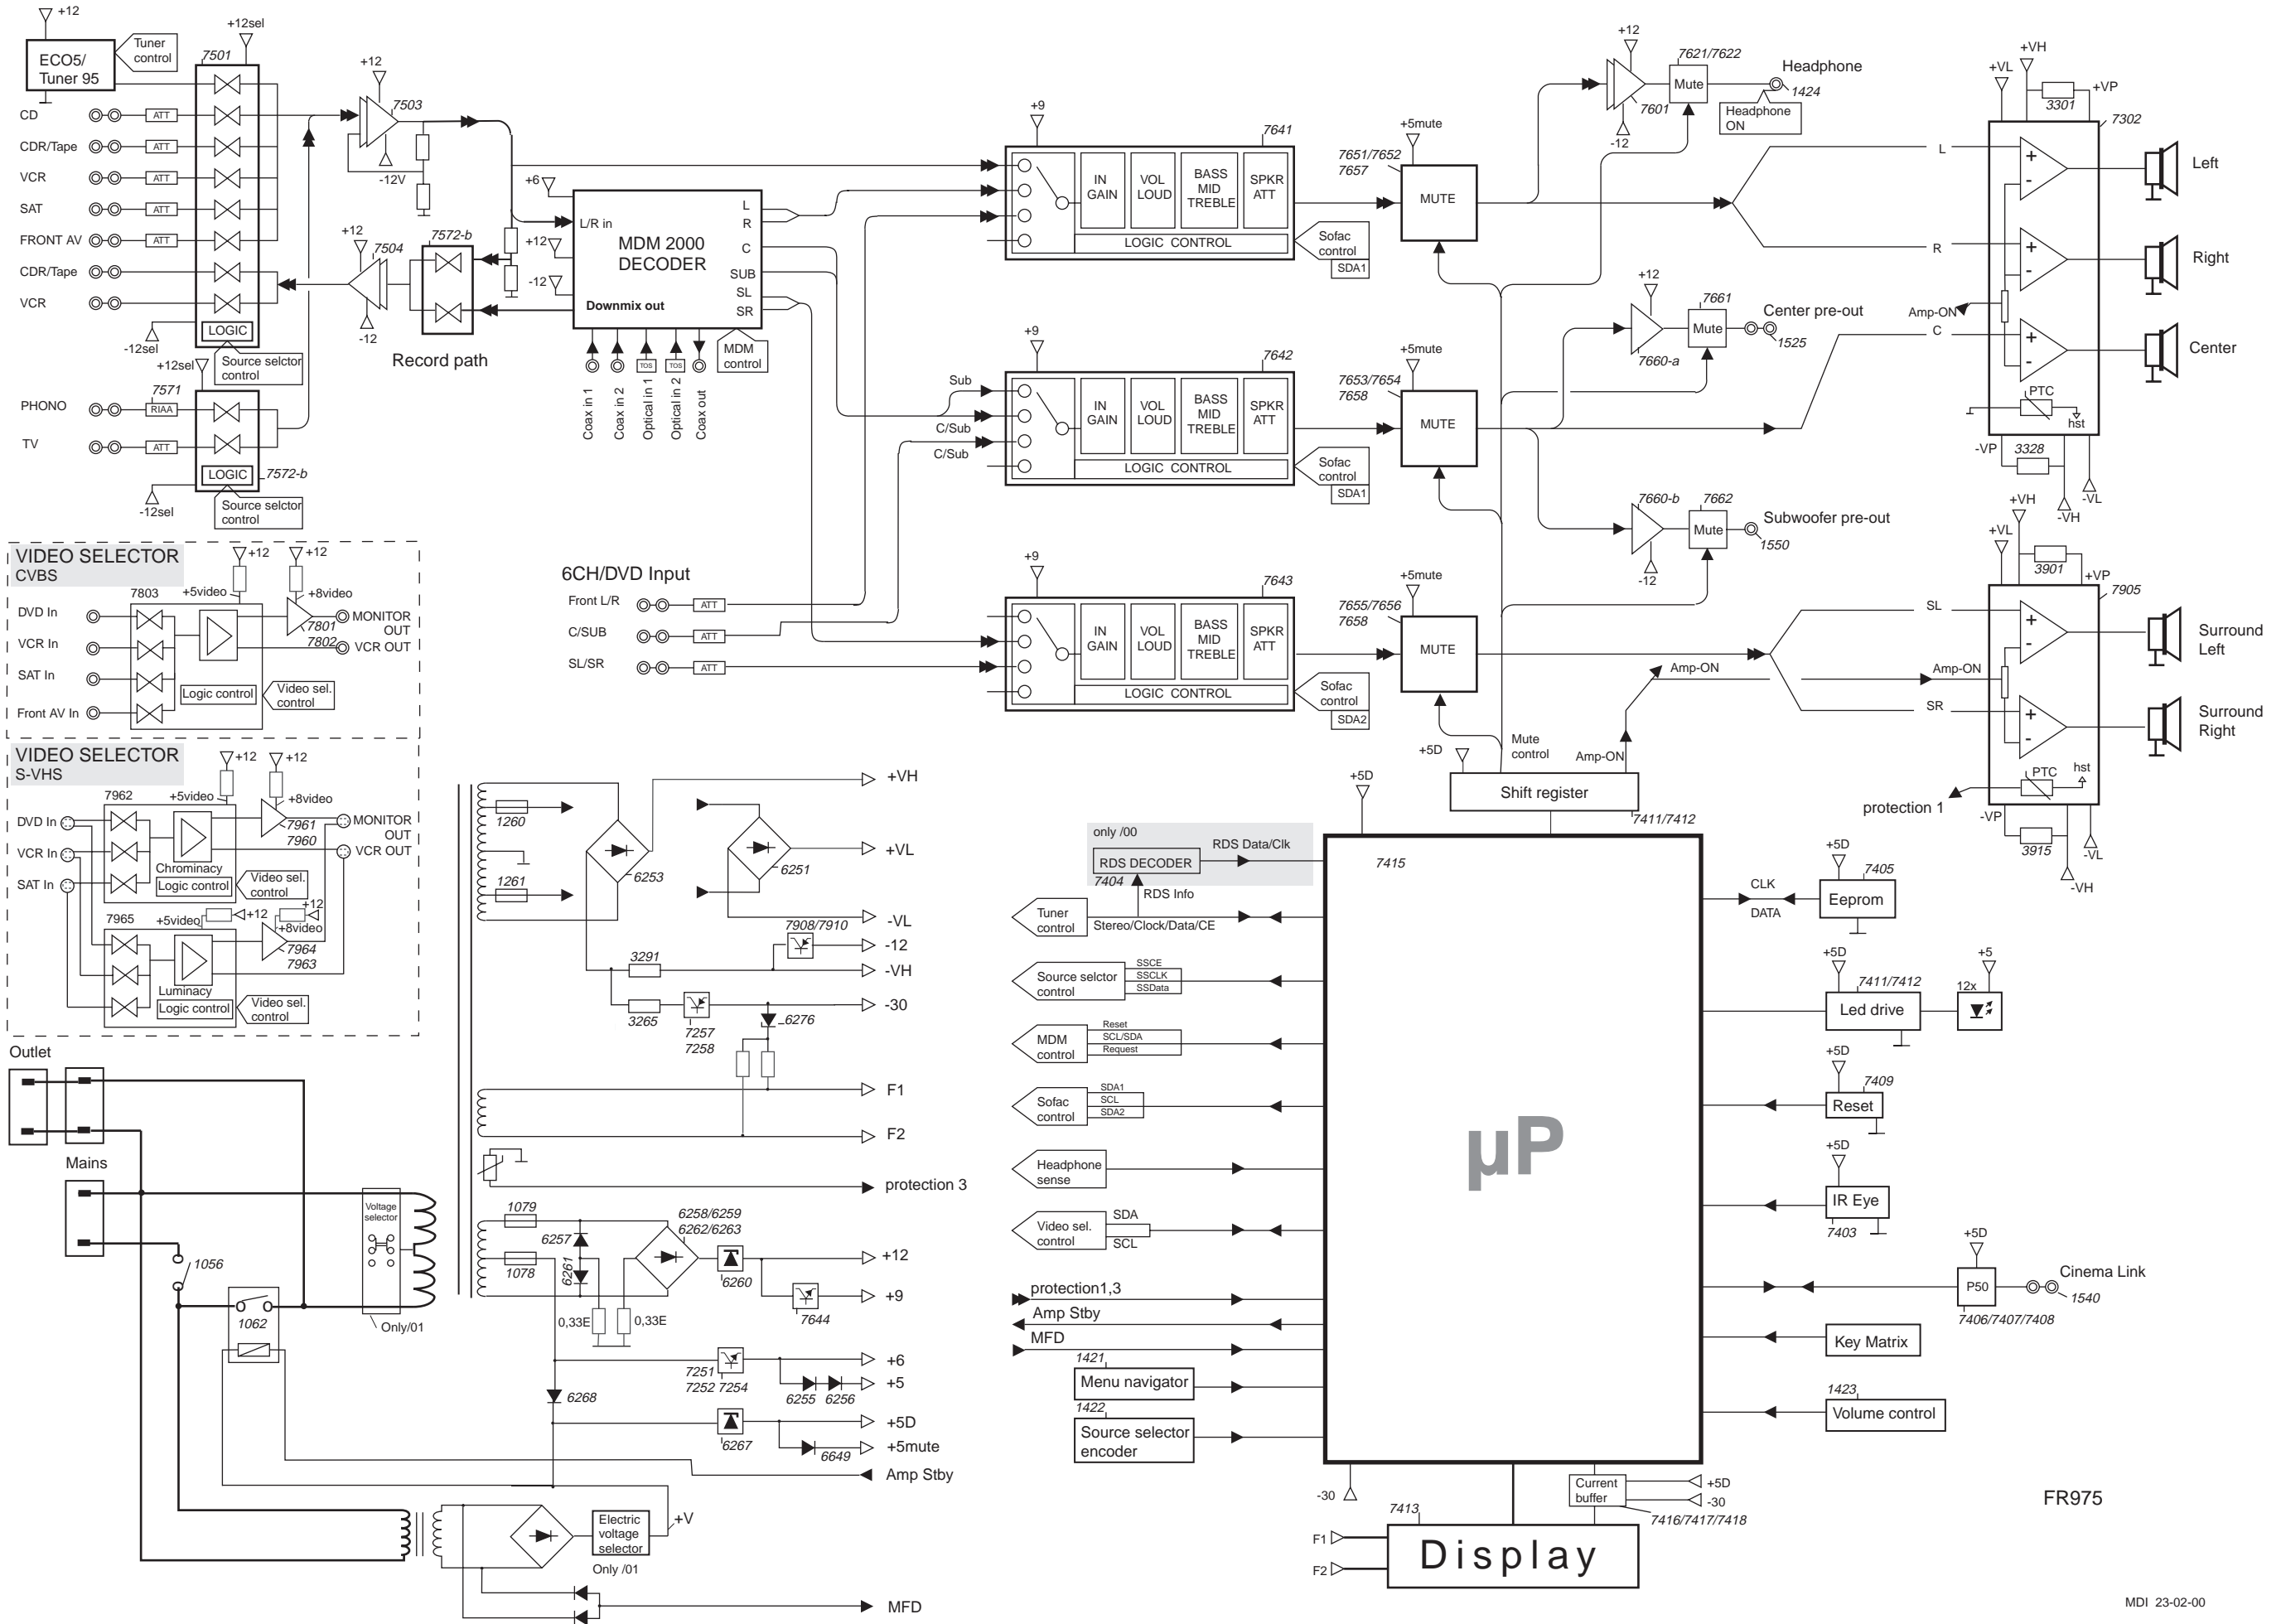 +12
ECO5/
Tuner 95
Tuner
control
+12sel
7501
CD
ATT
CDR/Tape
ATT
VCR
ATT
SAT
ATT
FRONT AV
ATT
CDR/Tape
VCR
LOGIC
-12sel
Source selctor
control
+12
7503
-12V
+12
7504
-12
7572-b
Record path
+12sel
7571
PHONO
RIAA
TV
ATT
LOGIC
7572-b
-12sel
Source selctor
control
+6
L/R in
+12
-12
MDM 2000
DECODER
Downmix out
L
R
C
SUB
SL
SR
TOS
TOS
MDM
control
Coax in 1
Coax in 2
Optical in 1
Optical in 2
Coax out
+9
7641
IN
GAIN
VOL
LOUD
BASS
MID
TREBLE
SPKR
ATT
LOGIC CONTROL
Sofac
control
SDA1
+5mute
7651/7652
7657
MUTE
+9
7642
Sub
C/Sub
C/Sub
IN
GAIN
VOL
LOUD
BASS
MID
TREBLE
SPKR
ATT
LOGIC CONTROL
Sofac
control
SDA1
+5mute
7653/7654
7658
MUTE
6CH/DVD Input
Front L/R
ATT
C/SUB
ATT
SL/SR
ATT
+9
7643
IN
GAIN
VOL
LOUD
BASS
MID
TREBLE
SPKR
ATT
LOGIC CONTROL
Sofac
control
SDA2
+5mute
7655/7656
7658
MUTE
+12
7601
-12
7621/7622
Mute
Headphone
1424
Headphone
ON
+12
7660-a
7661
Mute
Center pre-out
1525
7660-b
-12
7662
Mute
Subwoofer pre-out
1550
+VH
+VL
3301
+VP
7302
L
R
Amp-ON
C
+
-
+
-
+
-
PTC
hst
-VP
3328
-VL
-VH
Left
Right
Center
+VH
+VL
3901
+VP
7905
SL
Amp-ON
Amp-ON
SR
+
-
+
-
PTC
hst
protection 1
-VP
3915
-VL
-VH
Surround
Left
Surround
Right
Mute
control
Amp-ON
+5D
Shift register
7411/7412
VIDEO SELECTOR
CVBS
+12
+12
7803
+5video
+8video
DVD In
VCR In
SAT In
Front AV In
7801
7802
MONITOR
OUT
VCR OUT
Logic control
Video sel.
control
VIDEO SELECTOR
S-VHS
+12
+12
7962
+5video
+8video
DVD In
VCR In
SAT In
7961
7960
MONITOR
OUT
VCR OUT
Chrominacy
Logic control
Video sel.
control
7965
+5video
+12
+12
+8video
7964
7963
Luminacy
Logic control
Video sel.
control
Outlet
Mains
1056
1062
Voltage
selector
Only/01
1260
1261
6253
6251
+VH
+VL
-VL
7908/7910
-12
3291
-VH
3265
7257
7258
-30
6276
F1
F2
protection 3
1079
1078
6257
6261
6258/6259
6262/6263
0,33E
0,33E
6260
+12
7644
+9
7251
7252 7254
+6
+5
6255
6256
6268
6267
+5D
6649
+5mute
Amp Stby
Electric
voltage
selector
Only /01
+V
MFD
+5D
7415
µP
only /00
RDS DECODER
7404
RDS Data/Clk
RDS Info
Tuner
control
Stereo/Clock/Data/CE
Source selctor
control
SSCE
SSCLK
SSData
MDM
control
Reset
SCL/SDA
Request
Sofac
control
SDA1
SCL
SDA2
Headphone
sense
Video sel.
control
SDA
SCL
protection1,3
Amp Stby
MFD
1421
Menu navigator
1422
Source selector
encoder
+5D
7405
CLK
DATA
Eeprom
+5D
7411/7412
Led drive
+5
12x
+5D
7409
Reset
+5D
IR Eye
7403
+5D
P50
Cinema Link
1540
7406/7407/7408
Key Matrix
1423
Volume control
-30
7413
Current
buffer
+5D
-30
7416/7417/7418
F1
F2
Display
FR975
MDI 23-02-00